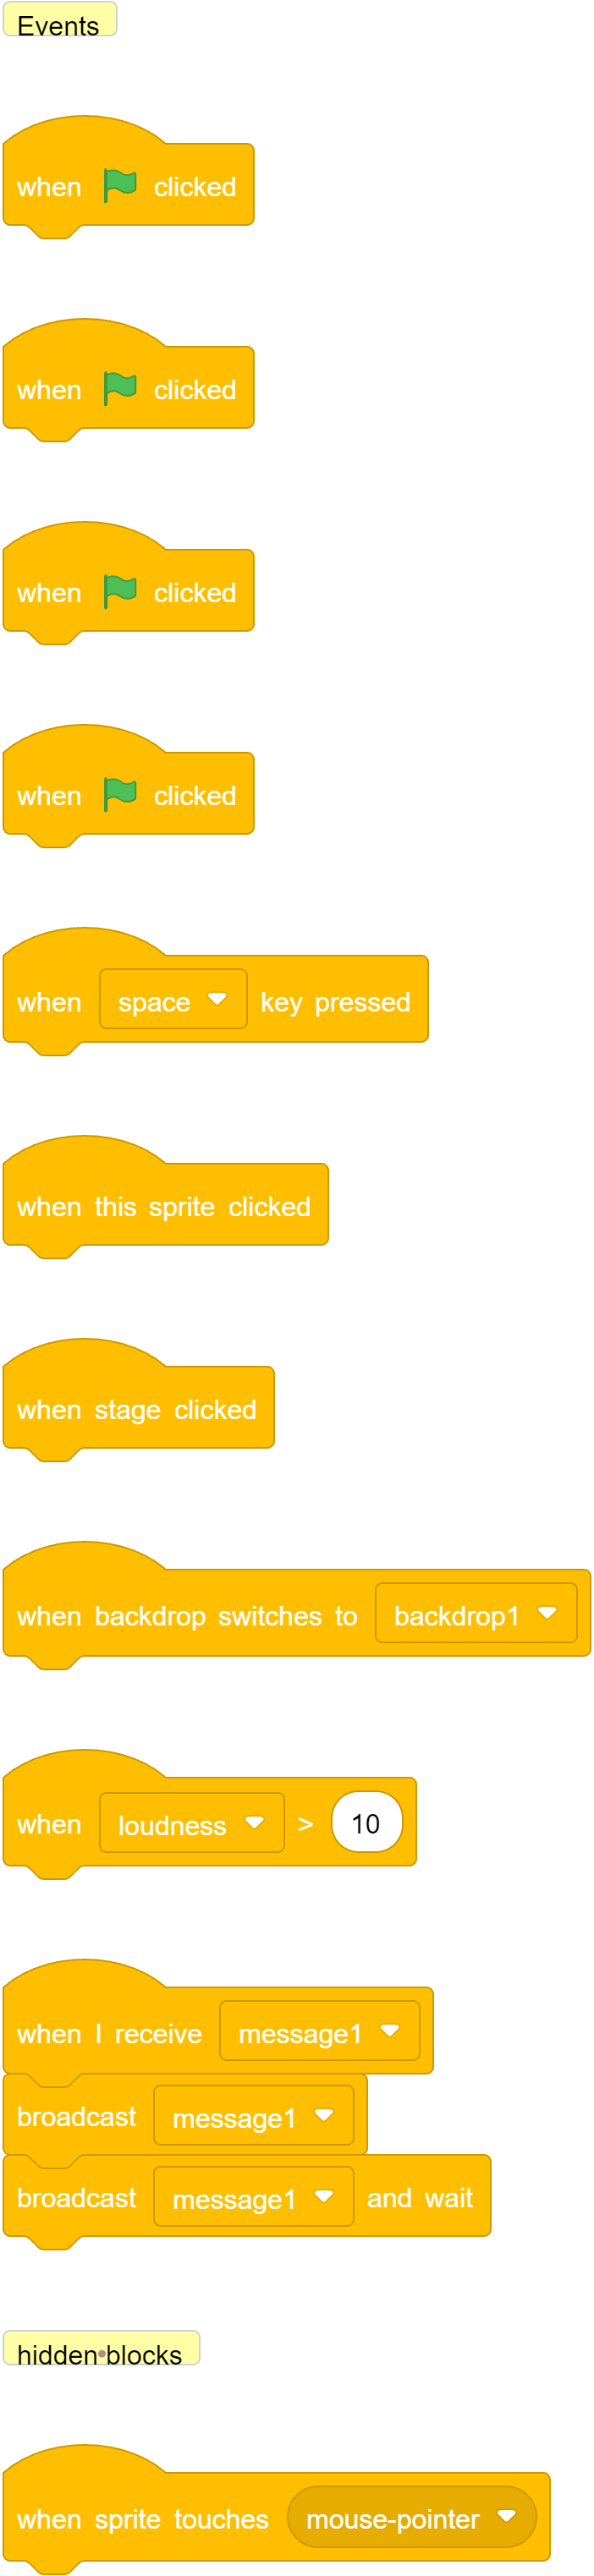 Events
when clicked
when clicked
when clicked
when clicked
when space key pressed
when this sprite clicked
when stage clicked
when backdrop switches to backdrop1
when loudness > 10
when I receive message1
broadcast message1
broadcast message1 and wait
hidden•blocks
when sprite touches mouse-pointer